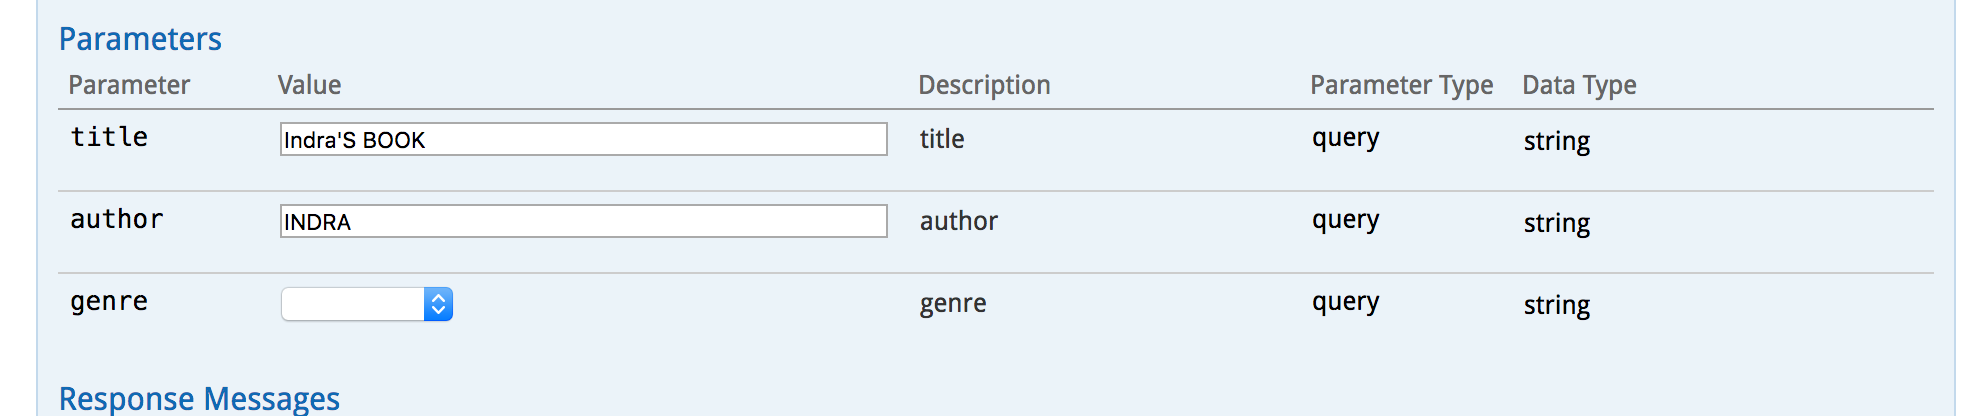 Parameters
Parameter Value Description Parameter Type Data Type
title Indra'S BOOK title query string
author INDRA author query string
genre genre query string
Response Messages